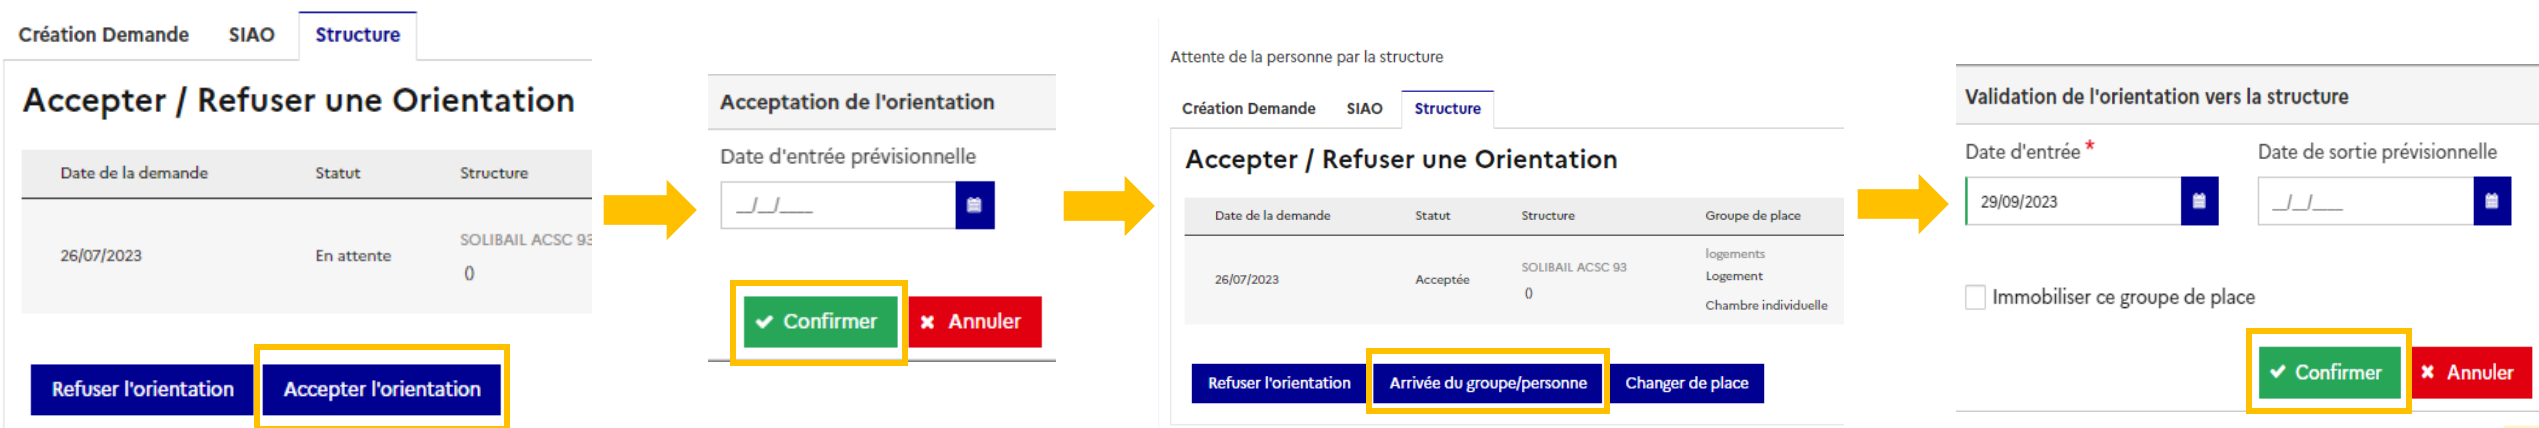 Création Demande SIAO Structure
Accepter / Refuser une Orientation
Date de la demande Statut Structure
26/07/2023 En attente SOLIBAIL ACSC 93
()
Refuser l'orientation Accepter l'orientation
Acceptation de l'orientation
Date d'entrée prévisionnelle
__/__/____
Confirmer Annuler
Attente de la personne par la structure
Création Demande SIAO Structure
Accepter / Refuser une Orientation
Date de la demande Statut Structure Groupe de place
26/07/2023 Acceptée SOLIBAIL ACSC 93
()
logements
Logement
Chambre individuelle
Refuser l'orientation Arrivée du groupe/personne Changer de place
Validation de l'orientation vers la structure
Date d'entrée * Date de sortie prévisionnelle
29/09/2023 __/__/____
Immobiliser ce groupe de place
Confirmer Annuler